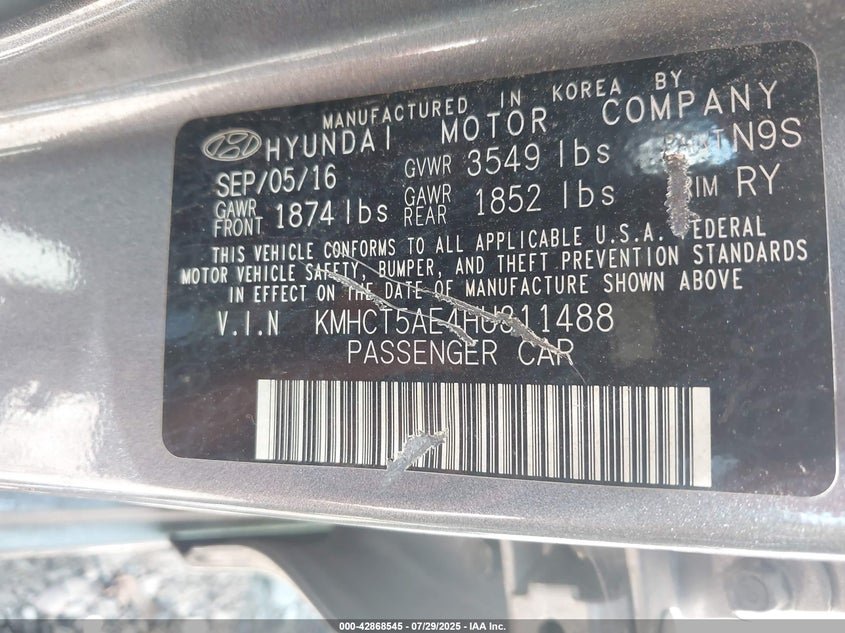 MANUFACTURED IN KOREA BY
HYUNDAI MOTOR COMPANY
SEP/05/16 GVWR 3549 lbs N9S
GAWR FRONT 1874 lbs GAWR REAR 1852 lbs RY
THIS VEHICLE CONFORMS TO ALL APPLICABLE U.S.A. FEDERAL
MOTOR VEHICLE SAFETY, BUMPER, AND THEFT PREVENTION STANDARDS
IN EFFECT ON THE DATE OF MANUFACTURE SHOWN ABOVE
V.I.N KMHCT5AE4HU311488
PASSENGER CAR
000-42868545 - 07/29/2025 - IAA Inc.